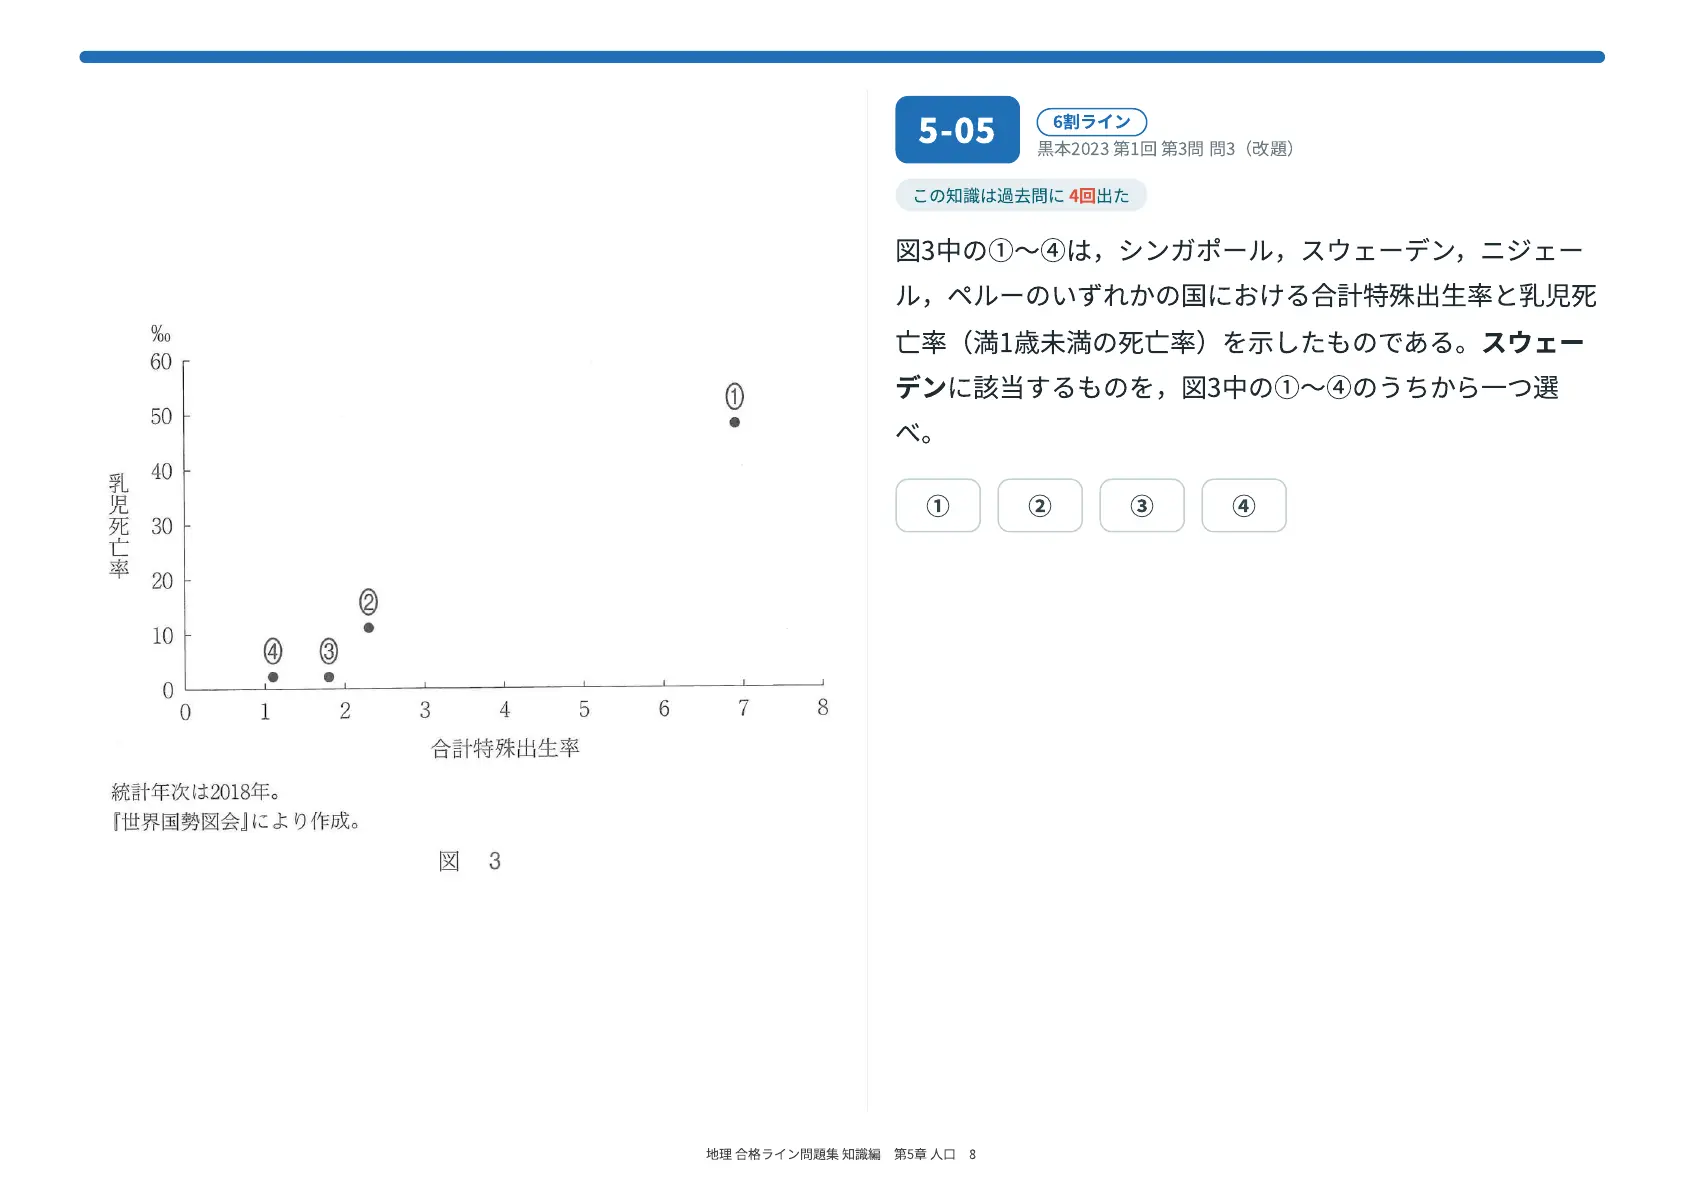 ‰
60
50
40
30
20
10
0
乳児死亡率
①
②
④
③
0 1 2 3 4 5 6 7 8
合計特殊出生率
統計年次は2018年。
『世界国勢図会』により作成。
図 3
5-05
6割ライン
黒本2023 第1回 第3問 問3（改題）
この知識は過去問に 4回出た
図3中の①～④は，シンガポール，スウェーデン，ニジェー
ル，ペルーのいずれかの国における合計特殊出生率と乳児死
亡率（満1歳未満の死亡率）を示したものである。スウェー
デンに該当するものを，図3中の①～④のうちから一つ選
べ。
① ② ③ ④
地理 合格ライン問題集 知識編 第5章 人口 8